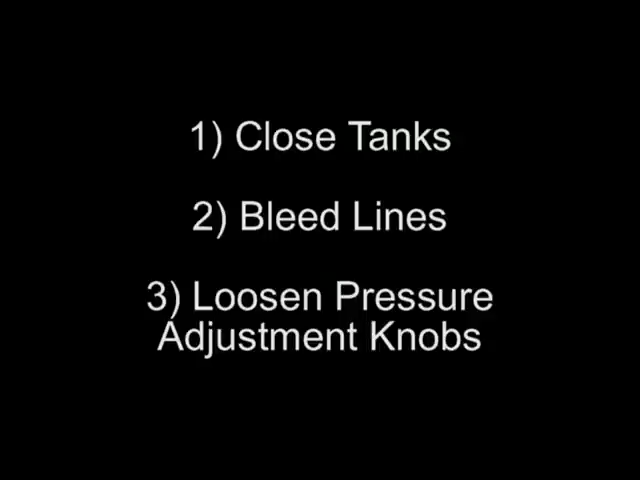 1) Close Tanks
2) Bleed Lines
3) Loosen Pressure
Adjustment Knobs